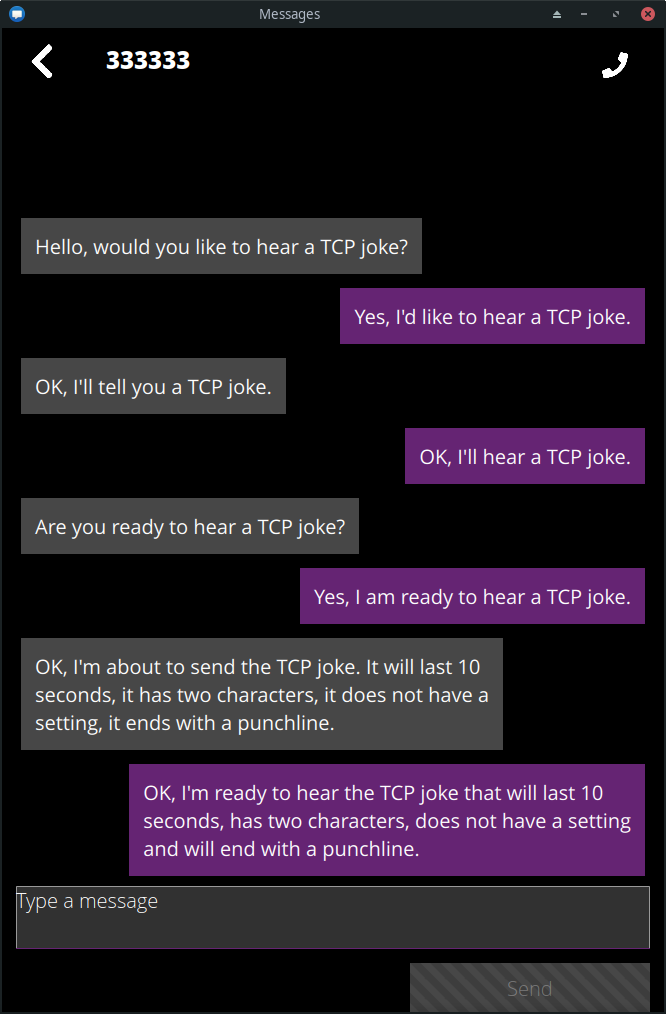 Messages
333333
Hello, would you like to hear a TCP joke?
Yes, I'd like to hear a TCP joke.
OK, I'll tell you a TCP joke.
OK, I'll hear a TCP joke.
Are you ready to hear a TCP joke?
Yes, I am ready to hear a TCP joke.
OK, I'm about to send the TCP joke. It will last 10
seconds, it has two characters, it does not have a
setting, it ends with a punchline.
OK, I'm ready to hear the TCP joke that will last 10
seconds, has two characters, does not have a setting
and will end with a punchline.
Type a message
Send